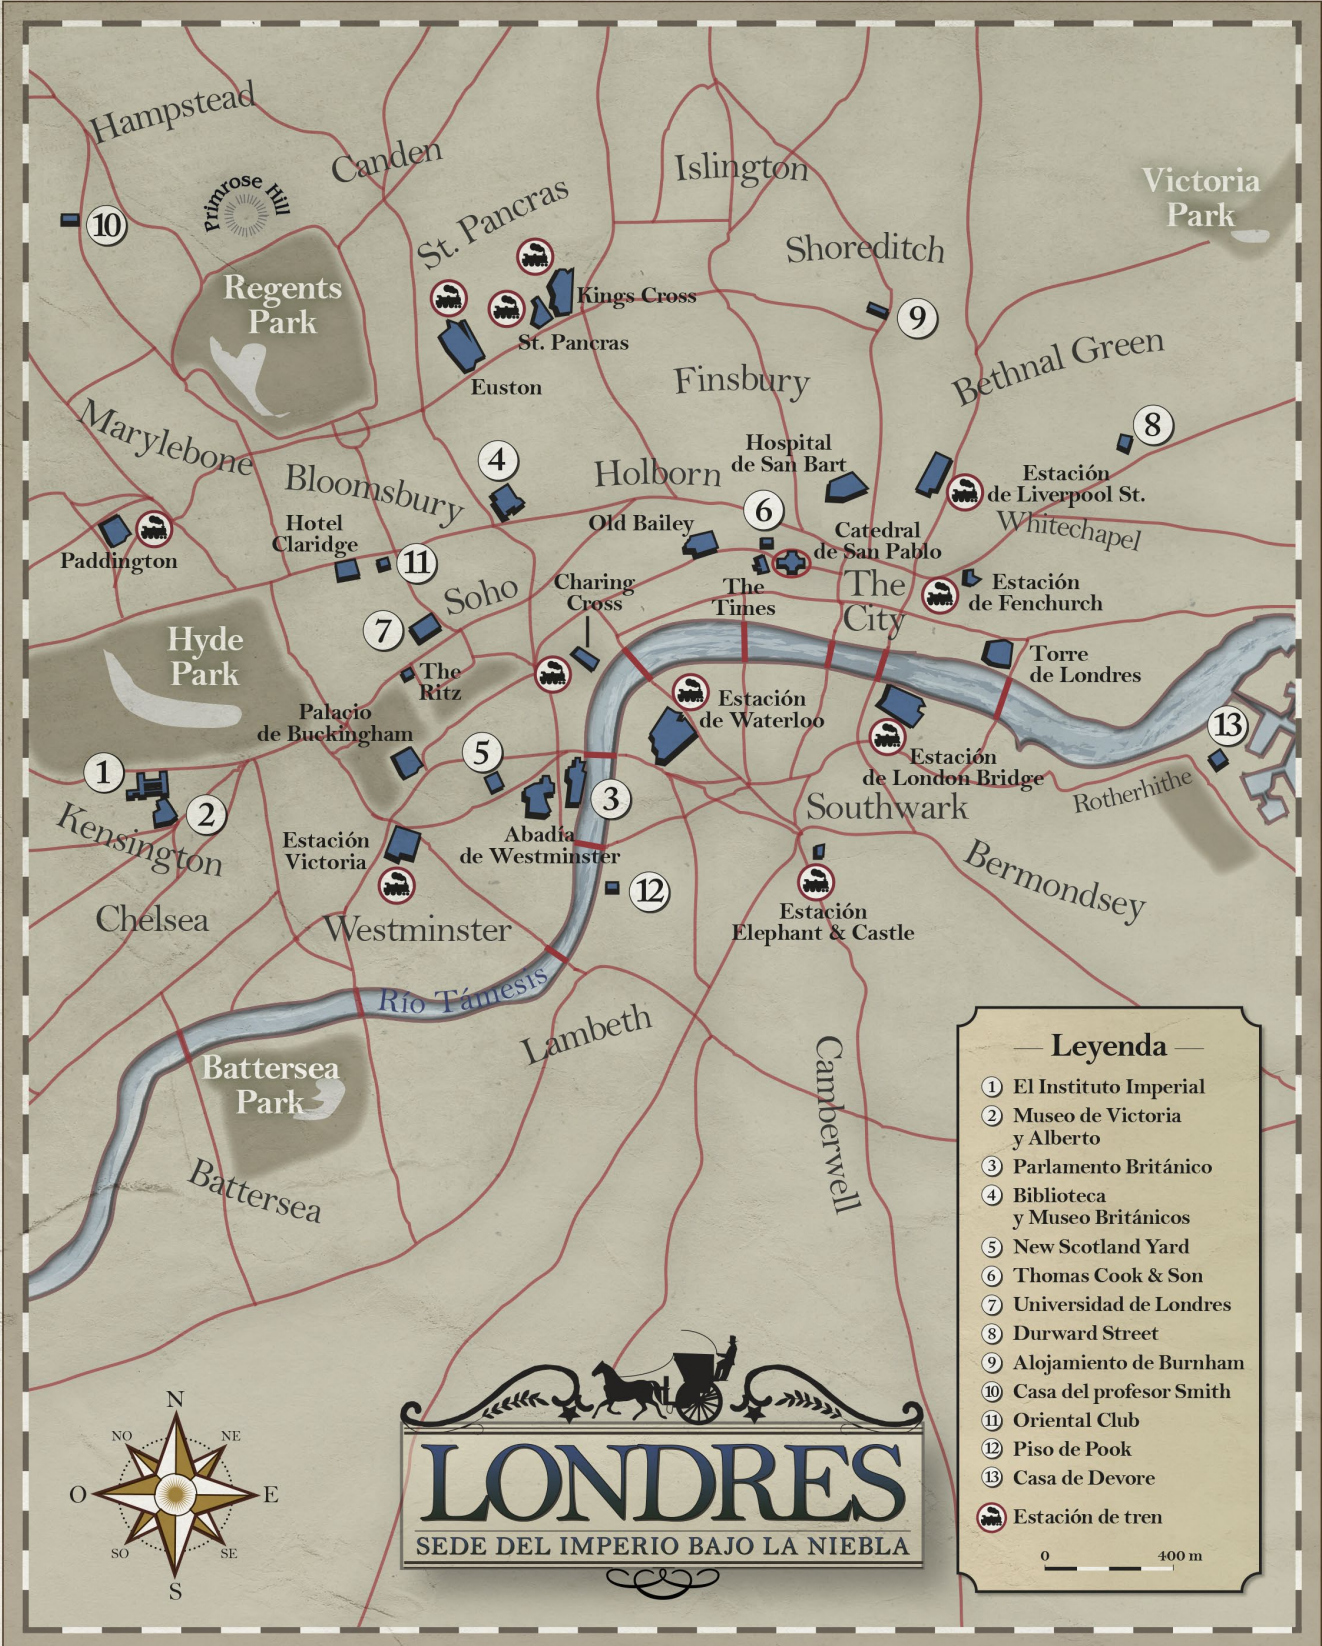 Hampstead
Canden
St. Pancras
Islington
Victoria
Park
Primrose Hill
10
Shoreditch
Regents
Park
Kings Cross
St. Pancras
Euston
9
Bethnal Green
Finsbury
Marylebone
Bloomsbury
4
Holborn
Hospital
de San Bart
8
Estación
de Liverpool St.
Whitechapel
Paddington
Hotel
Claridge
11
Old Bailey
6
Catedral
de San Pablo
Soho
Charing
Cross
The
Times
The
City
Estación
de Fenchurch
7
Hyde
Park
The
Ritz
Torre
de Londres
Palacio
de Buckingham
Estación
de Waterloo
13
1
5
Estación
de London Bridge
2
3
Southwark
Rotherhithe
Kensington
Estación
Victoria
Abadía
de Westminster
12
Bermondsey
Chelsea
Westminster
Estación
Elephant & Castle
Río Támesis
Lambeth
Battersea
Park
Camberwell
Battersea
Leyenda
1 El Instituto Imperial
2 Museo de Victoria
y Alberto
3 Parlamento Británico
4 Biblioteca
y Museo Británicos
5 New Scotland Yard
6 Thomas Cook & Son
7 Universidad de Londres
8 Durward Street
9 Alojamiento de Burnham
10 Casa del profesor Smith
11 Oriental Club
12 Piso de Pook
13 Casa de Devore
Estación de tren
0 400 m
N
NO NE
O E
SO SE
S
LONDRES
SEDE DEL IMPERIO BAJO LA NIEBLA